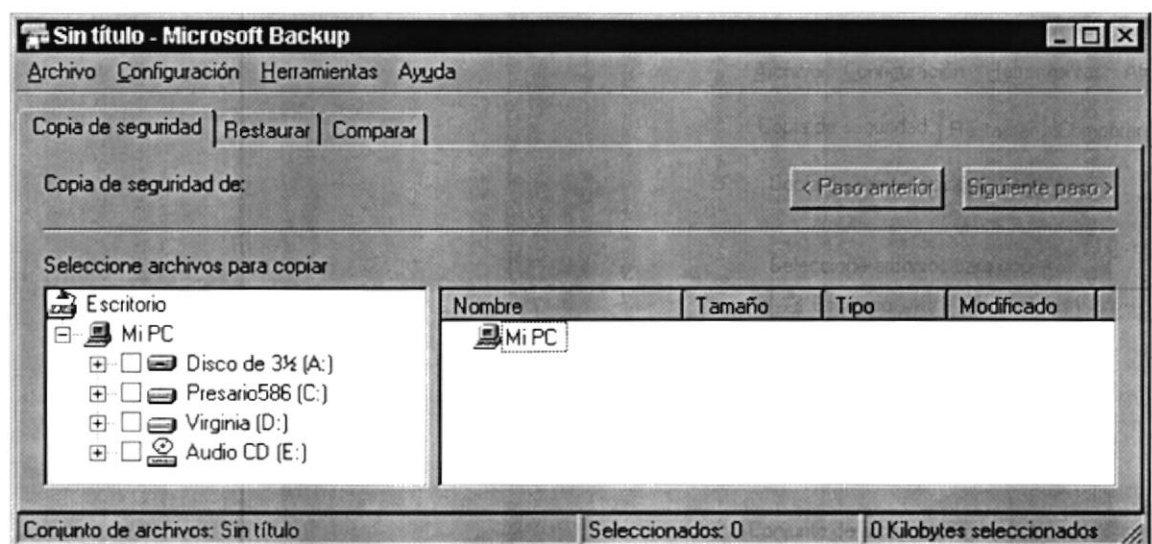 Sin título - Microsoft Backup
Archivo Configuración Herramientas Ayuda
Copia de seguridad Restaurar Comparar
Copia de seguridad de:
< Paso anterior Siguiente paso >
Seleccione archivos para copiar
Escritorio
Mi PC
Disco de 3½ (A:)
Presario586 (C:)
Virginia (D:)
Audio CD (E:)
Nombre Tamaño Tipo Modificado
Mi PC
Conjunto de archivos: Sin título Seleccionados: 0 0 Kilobytes seleccionados